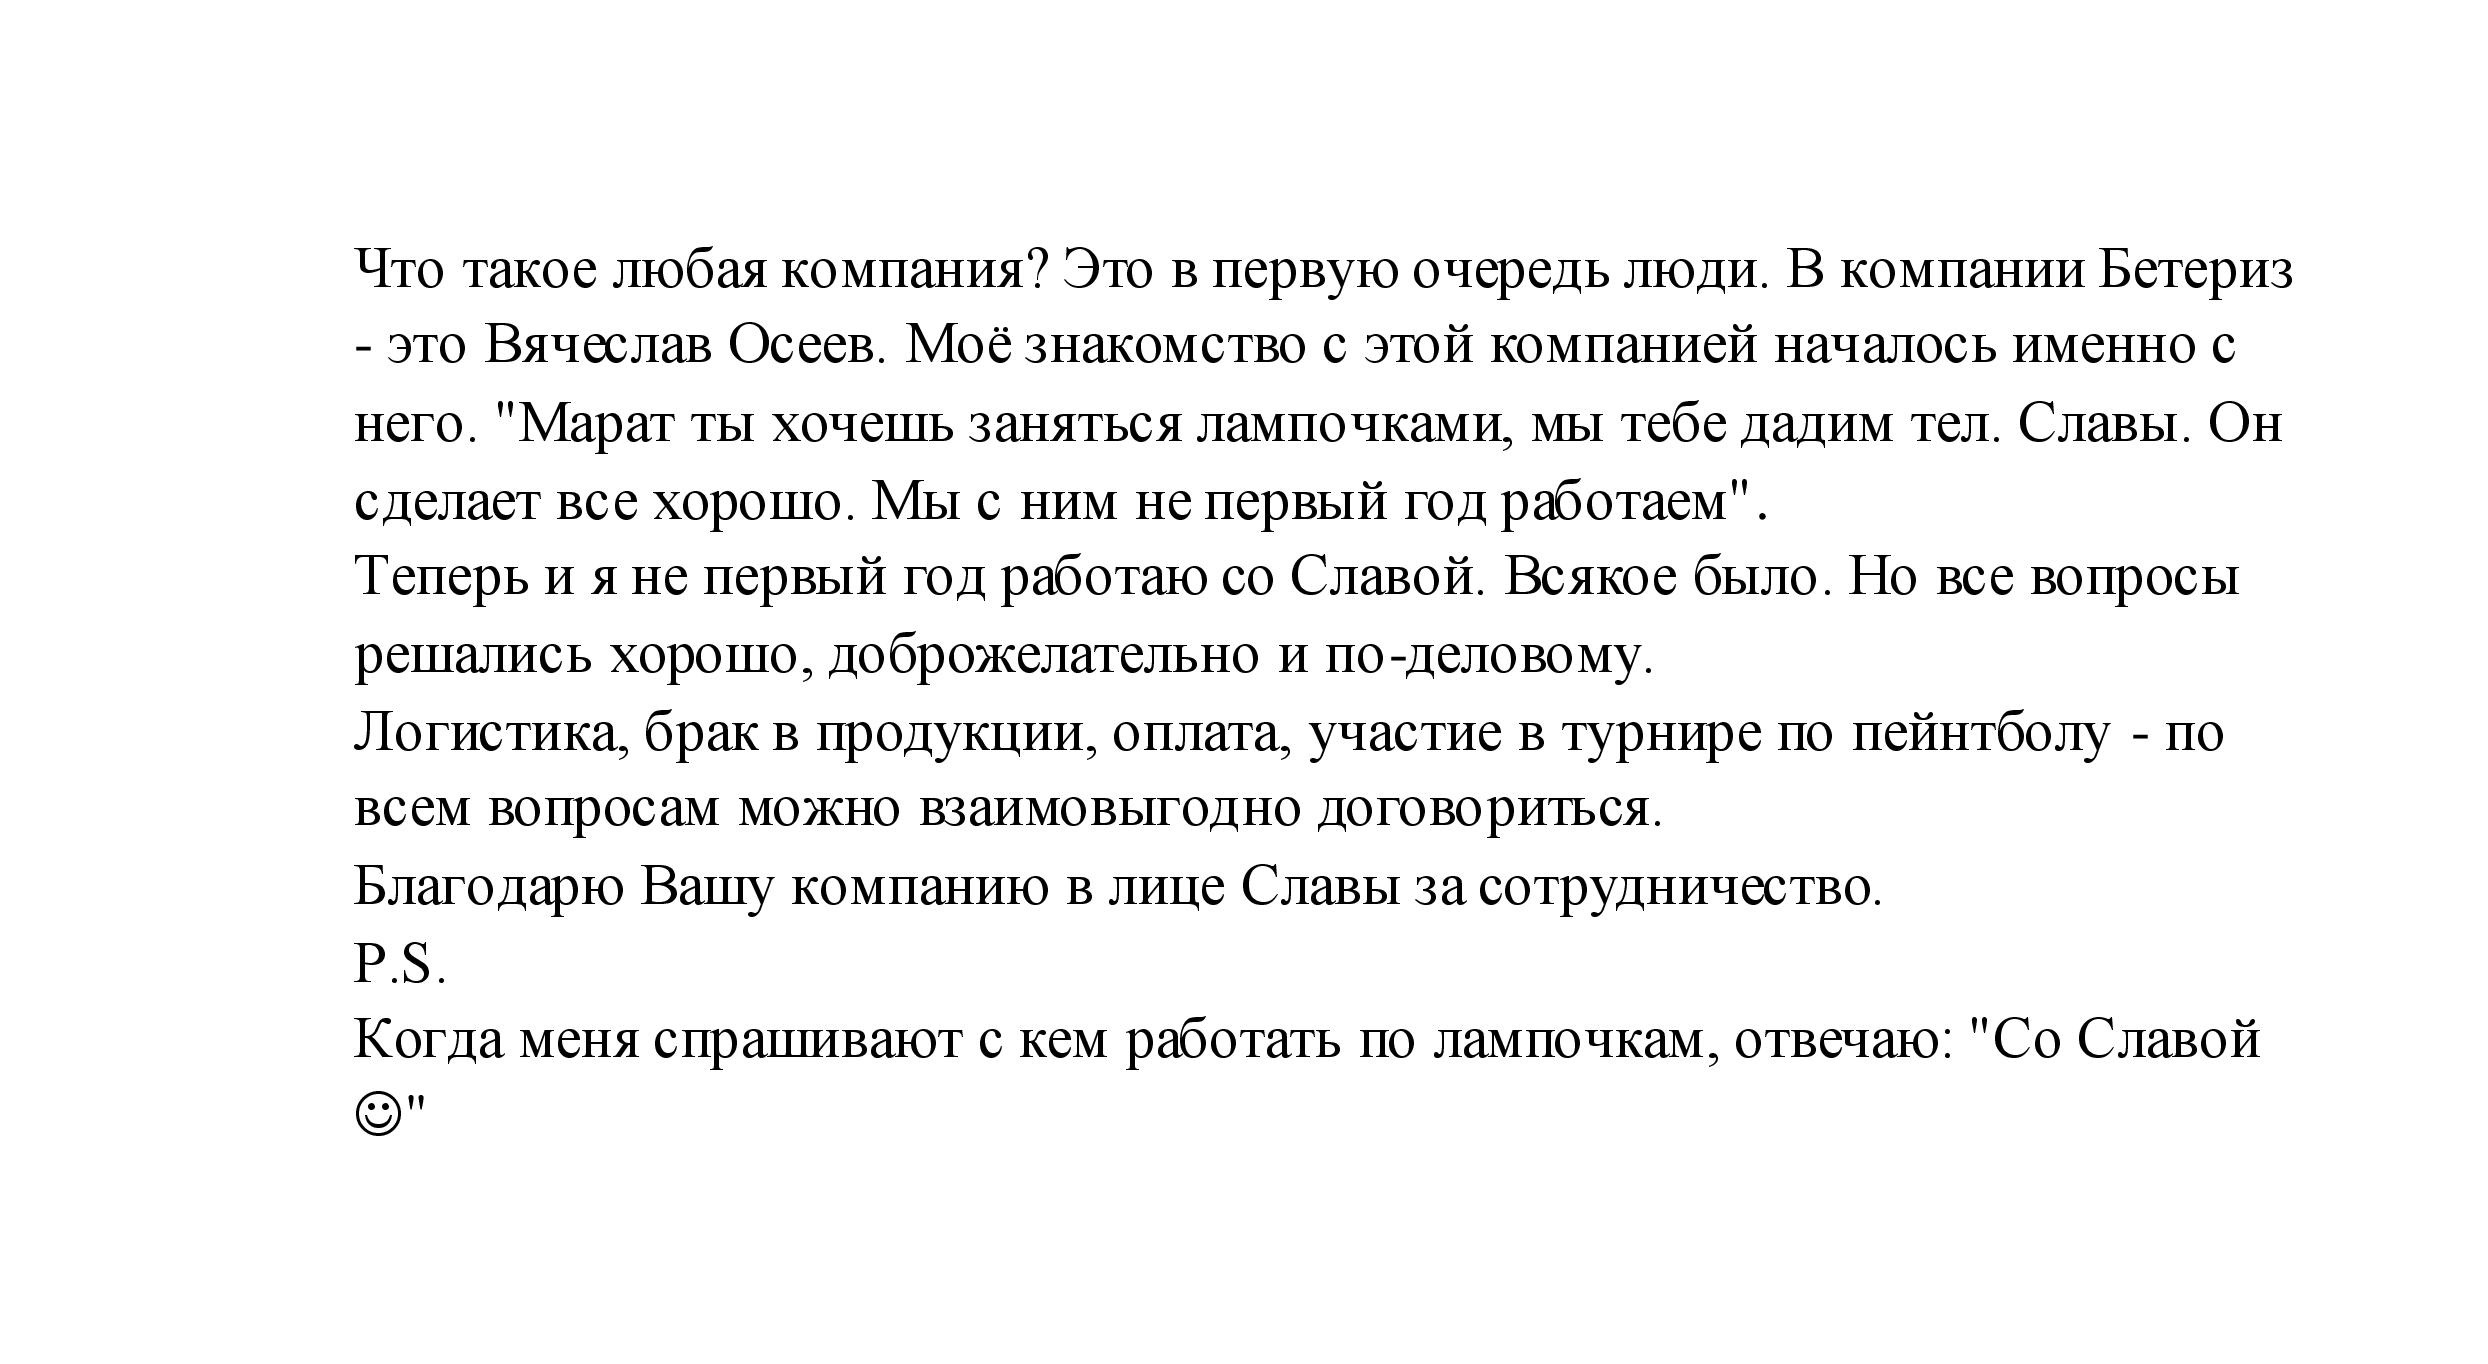 Что такое любая компания? Это в первую очередь люди. В компании Бетериз
- это Вячеслав Осеев. Моё знакомство с этой компанией началось именно с
него. "Марат ты хочешь заняться лампочками, мы тебе дадим тел. Славы. Он
сделает все хорошо. Мы с ним не первый год работаем".
Теперь и я не первый год работаю со Славой. Всякое было. Но все вопросы
решались хорошо, доброжелательно и по-деловому.
Логистика, брак в продукции, оплата, участие в турнире по пейнтболу - по
всем вопросам можно взаимовыгодно договориться.
Благодарю Вашу компанию в лице Славы за сотрудничество.
P.S.
Когда меня спрашивают с кем работать по лампочкам, отвечаю: "Со Славой
☺"